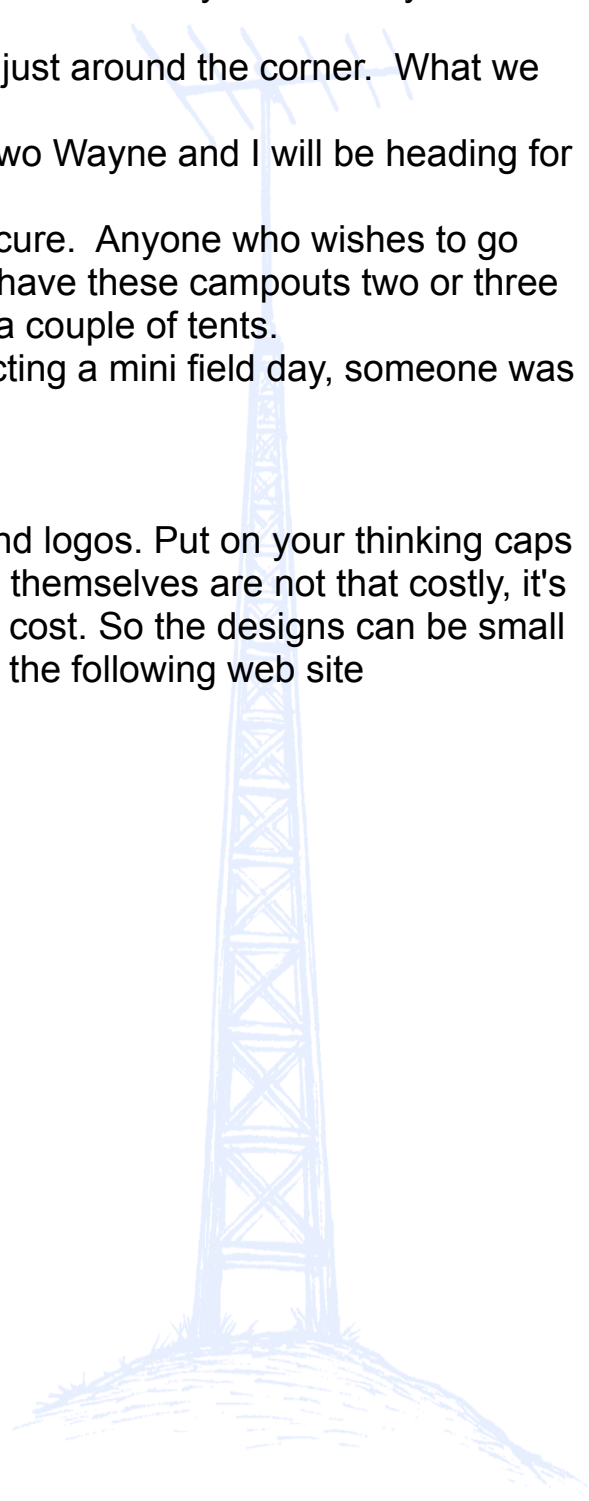 just around the corner.  What we
wo Wayne and I will be heading for
cure.  Anyone who wishes to go
have these campouts two or three
a couple of tents.
cting a mini field day, someone was
nd logos. Put on your thinking caps
themselves are not that costly, it's
cost. So the designs can be small
the following web site